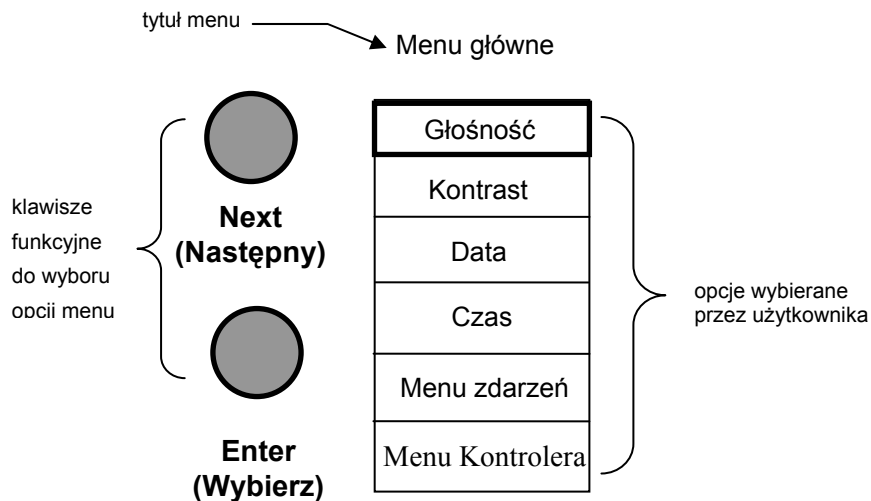 tytuł menu
Menu główne
klawisze
funkcyjne
do wyboru
opcji menu
Next
(Następny)
Enter
(Wybierz)
Głośność
Kontrast
Data
Czas
Menu zdarzeń
Menu Kontrolera
opcje wybierane
przez użytkownika